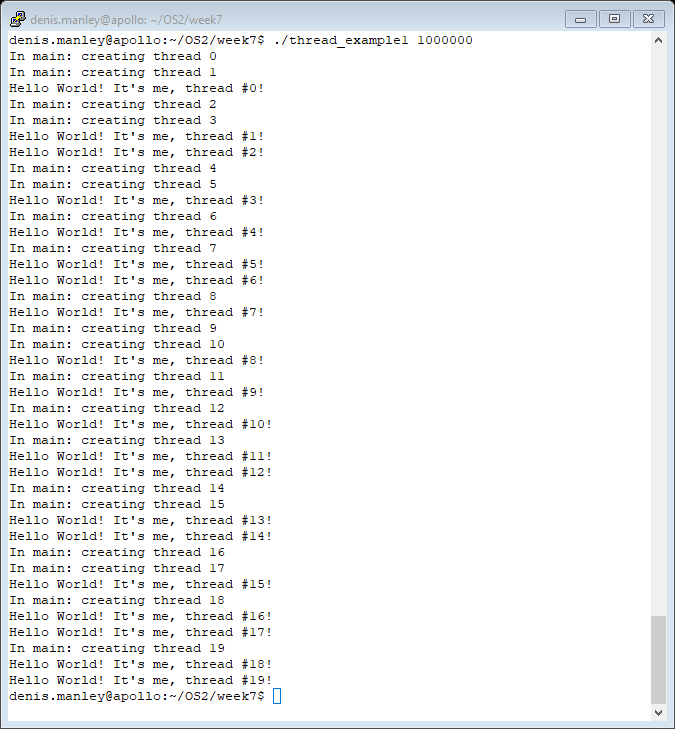 denis.manley@apollo: ~/OS2/week7
denis.manley@apollo:~/OS2/week7$ ./thread_example1 1000000
In main: creating thread 0
In main: creating thread 1
Hello World! It's me, thread #0!
In main: creating thread 2
In main: creating thread 3
Hello World! It's me, thread #1!
Hello World! It's me, thread #2!
In main: creating thread 4
In main: creating thread 5
Hello World! It's me, thread #3!
In main: creating thread 6
Hello World! It's me, thread #4!
In main: creating thread 7
Hello World! It's me, thread #5!
Hello World! It's me, thread #6!
In main: creating thread 8
Hello World! It's me, thread #7!
In main: creating thread 9
In main: creating thread 10
Hello World! It's me, thread #8!
In main: creating thread 11
Hello World! It's me, thread #9!
In main: creating thread 12
Hello World! It's me, thread #10!
In main: creating thread 13
Hello World! It's me, thread #11!
Hello World! It's me, thread #12!
In main: creating thread 14
In main: creating thread 15
Hello World! It's me, thread #13!
Hello World! It's me, thread #14!
In main: creating thread 16
In main: creating thread 17
Hello World! It's me, thread #15!
In main: creating thread 18
Hello World! It's me, thread #16!
Hello World! It's me, thread #17!
In main: creating thread 19
Hello World! It's me, thread #18!
Hello World! It's me, thread #19!
denis.manley@apollo:~/OS2/week7$